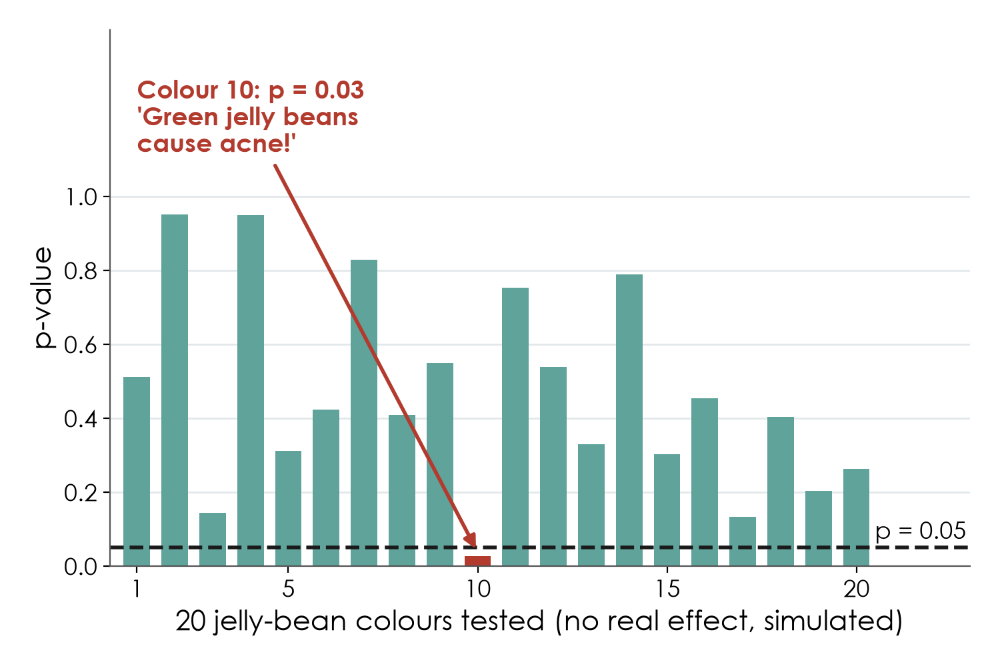 Colour 10: p = 0.03
'Green jelly beans
cause acne!'
1.0
0.8
0.6
0.4
0.2
0.0
p-value
p = 0.05
1
5
10
15
20
20 jelly-bean colours tested (no real effect, simulated)